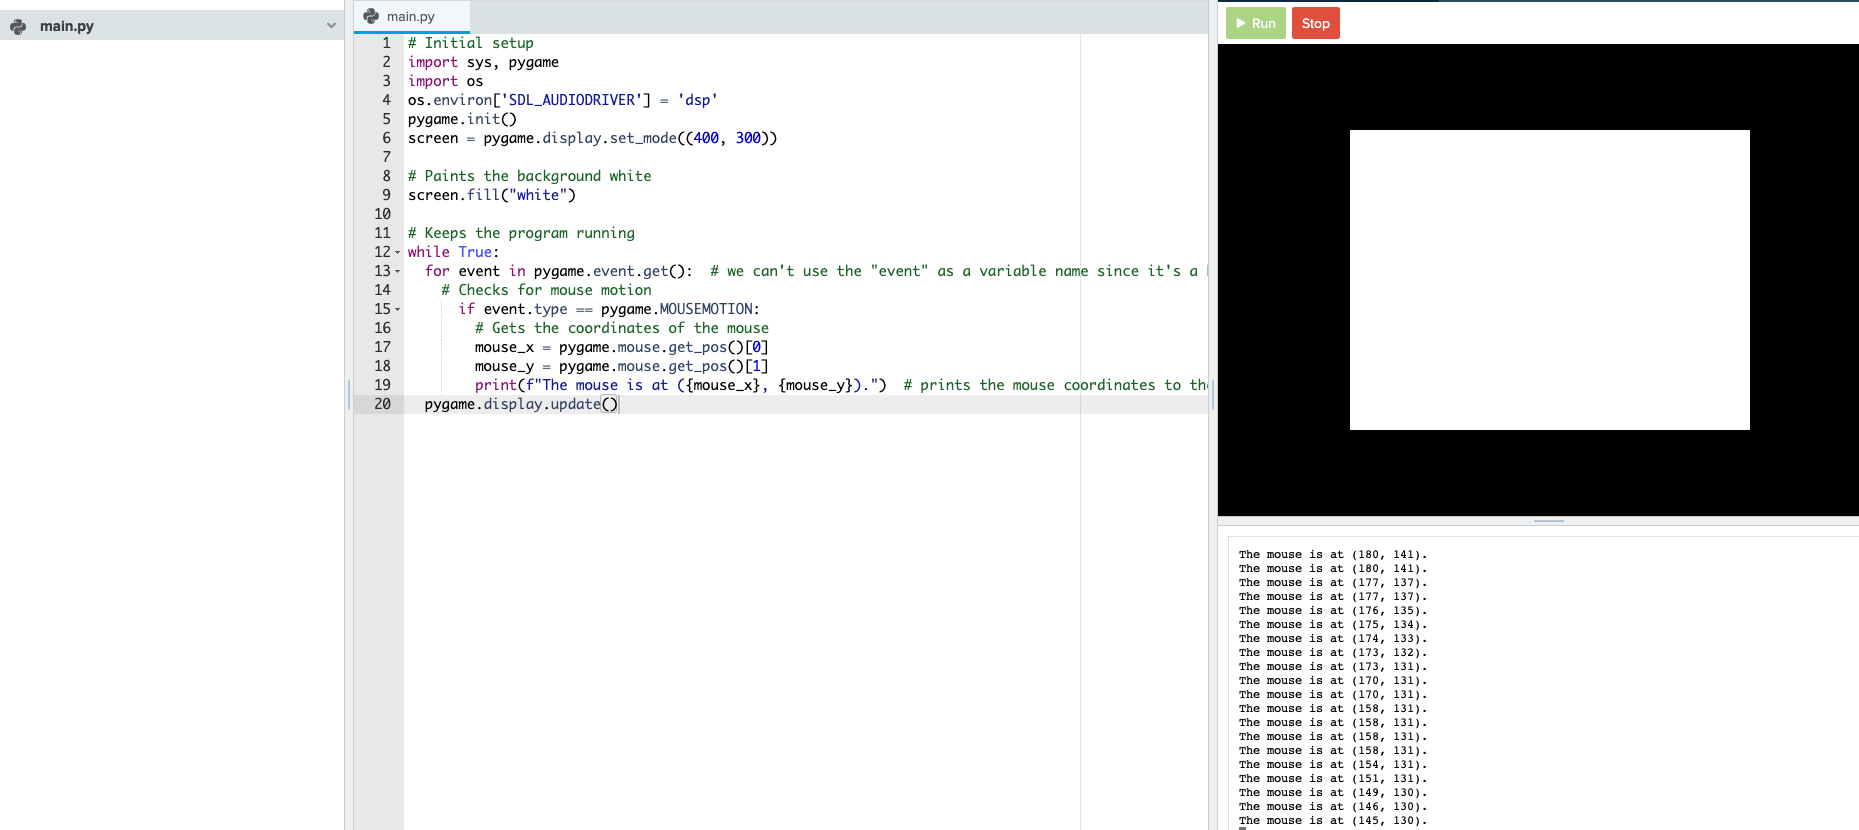 main.py
main.py
1 # Initial setup
2 import sys, pygame
3 import os
4 os.environ['SDL_AUDIODRIVER'] = 'dsp'
5 pygame.init()
6 screen = pygame.display.set_mode((400, 300))
7
8 # Paints the background white
9 screen.fill("white")
10
11 # Keeps the program running
12 while True:
13 for event in pygame.event.get():  # we can't use the "event" as a variable name since it's a
14 # Checks for mouse motion
15 if event.type == pygame.MOUSEMOTION:
16 # Gets the coordinates of the mouse
17 mouse_x = pygame.mouse.get_pos()[0]
18 mouse_y = pygame.mouse.get_pos()[1]
19 print(f"The mouse is at ({mouse_x}, {mouse_y}).")  # prints the mouse coordinates to
20 pygame.display.update()
Run Stop
The mouse is at (180, 141).
The mouse is at (180, 141).
The mouse is at (177, 137).
The mouse is at (177, 137).
The mouse is at (176, 135).
The mouse is at (175, 134).
The mouse is at (174, 133).
The mouse is at (173, 132).
The mouse is at (173, 131).
The mouse is at (170, 131).
The mouse is at (170, 131).
The mouse is at (158, 131).
The mouse is at (158, 131).
The mouse is at (158, 131).
The mouse is at (158, 131).
The mouse is at (154, 131).
The mouse is at (151, 131).
The mouse is at (149, 130).
The mouse is at (146, 130).
The mouse is at (145, 130).